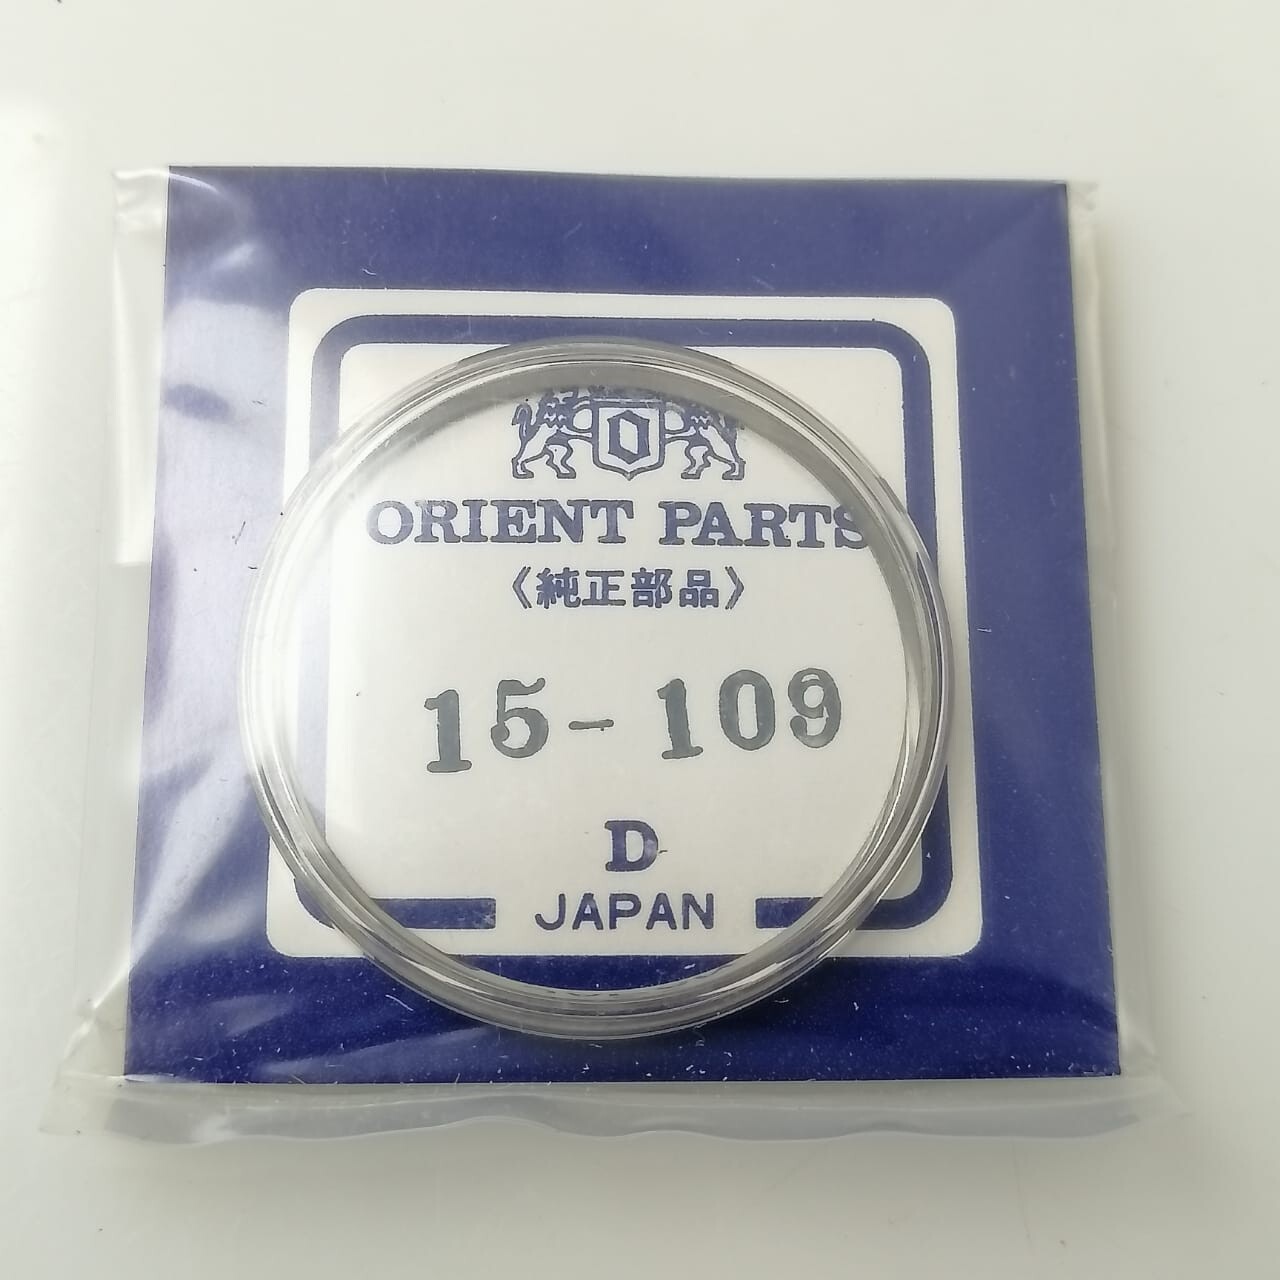 ORIENT PARTS
《純正部品》
15-109
D
JAPAN